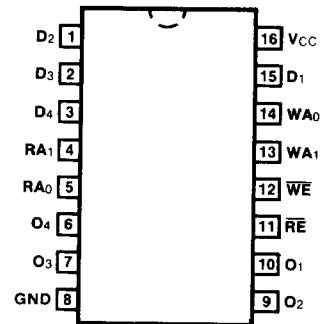 D2 1 16 VCC
D3 2 15 D1
D4 3 14 WA0
RA1 4 13 WA1
RA0 5 12 WE
O4 6 11 RE
O3 7 10 O1
GND 8 9 O2